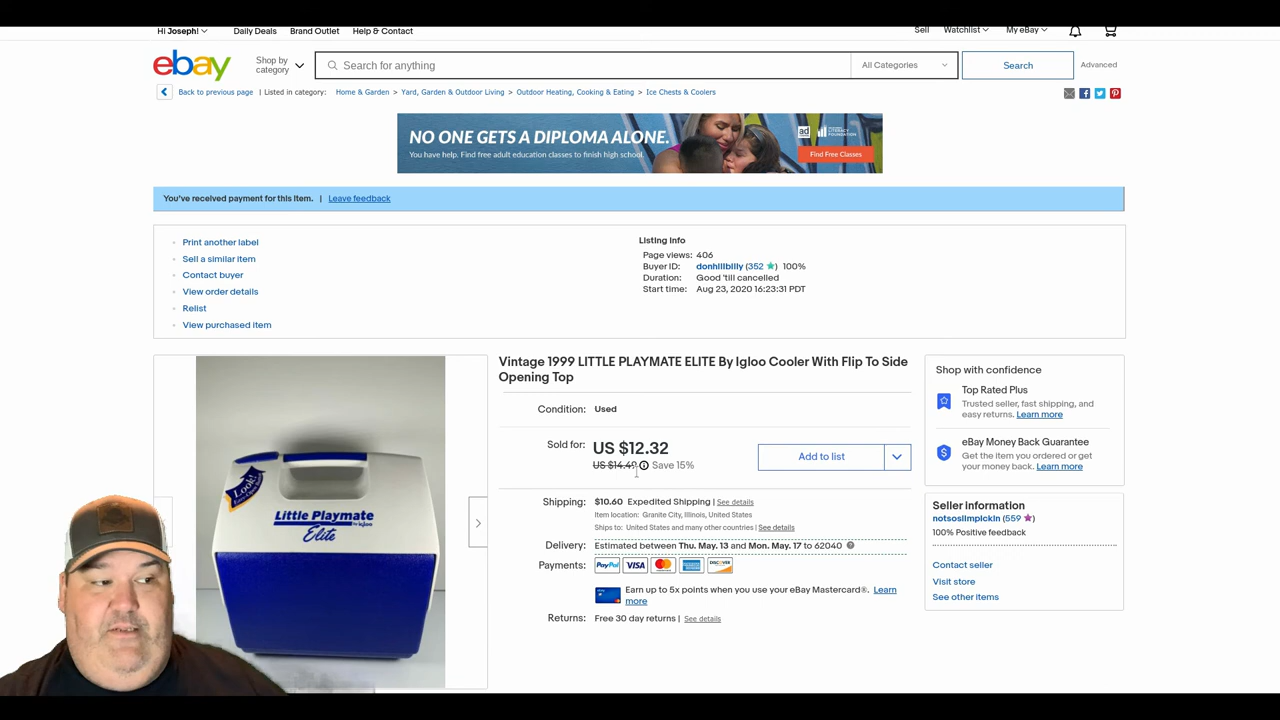 Hi Joseph!
Daily Deals
Brand Outlet
Help & Contact
Sell
Watchlist
My eBay
ebay
Shop by category
Search for anything
All Categories
Search
Advanced
Back to previous page | Listed in category: Home & Garden > Yard, Garden & Outdoor Living > Outdoor Heating, Cooking & Eating > Ice Chests & Coolers
NO ONE GETS A DIPLOMA ALONE.
You have help. Find free adult education classes to finish high school.
ad
Find Free Classes
You've received payment for this item. | Leave feedback
Print another label
Sell a similar item
Contact buyer
View order details
Relist
View purchased item
Listing info
Page views: 406
Buyer ID: donhillbilly (352 ) 100%
Duration: Good 'till cancelled
Start time: Aug 23, 2020 16:23:31 PDT
Look!
Little Playmate
by igloo
Elite
Vintage 1999 LITTLE PLAYMATE ELITE By Igloo Cooler With Flip To Side
Opening Top
Condition: Used
Sold for: US $12.32
US $14.49 Save 15%
Add to list
Shipping: $10.60 Expedited Shipping | See details
Item location: Granite City, Illinois, United States
Ships to: United States and many other countries | See details
Delivery: Estimated between Thu. May. 13 and Mon. May. 17 to 62040
Payments: PayPal VISA
Earn up to 5x points when you use your eBay Mastercard®. Learn
more
Returns: Free 30 day returns | See details
Shop with confidence
Top Rated Plus
Trusted seller, fast shipping, and
easy returns. Learn more
eBay Money Back Guarantee
Get the item you ordered or get
your money back. Learn more
Seller information
notsoslimpickin (559 )
100% Positive feedback
Contact seller
Visit store
See other items